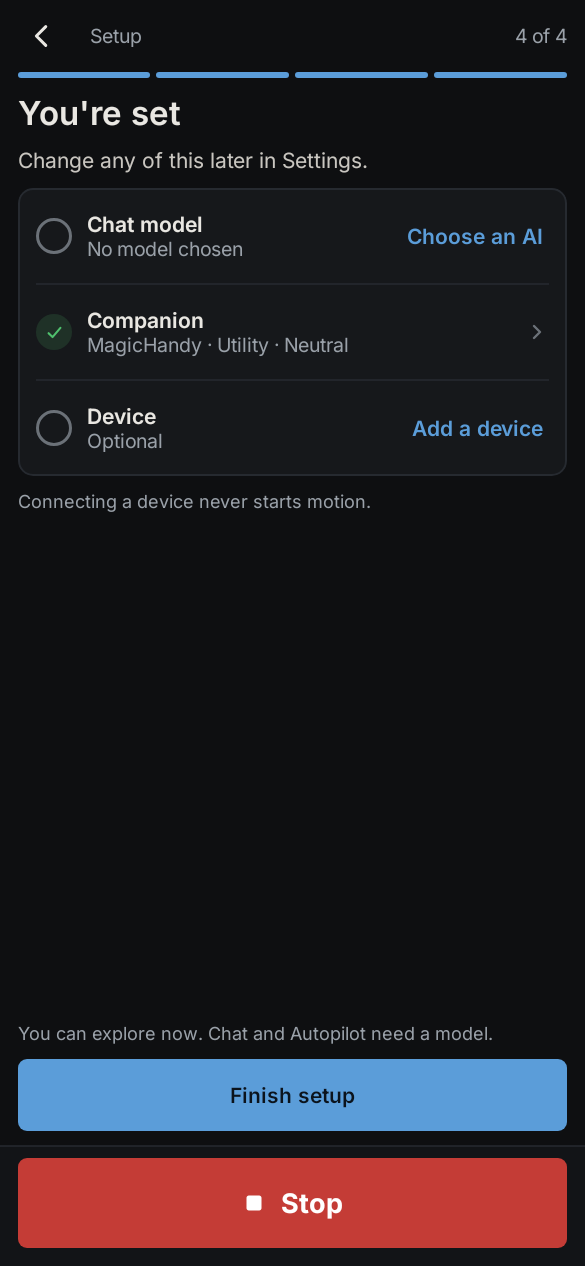 Setup
4 of 4
You're set
Change any of this later in Settings.
Chat model
No model chosen
Choose an AI
Companion
MagicHandy · Utility · Neutral
Device
Optional
Add a device
Connecting a device never starts motion.
You can explore now. Chat and Autopilot need a model.
Finish setup
Stop